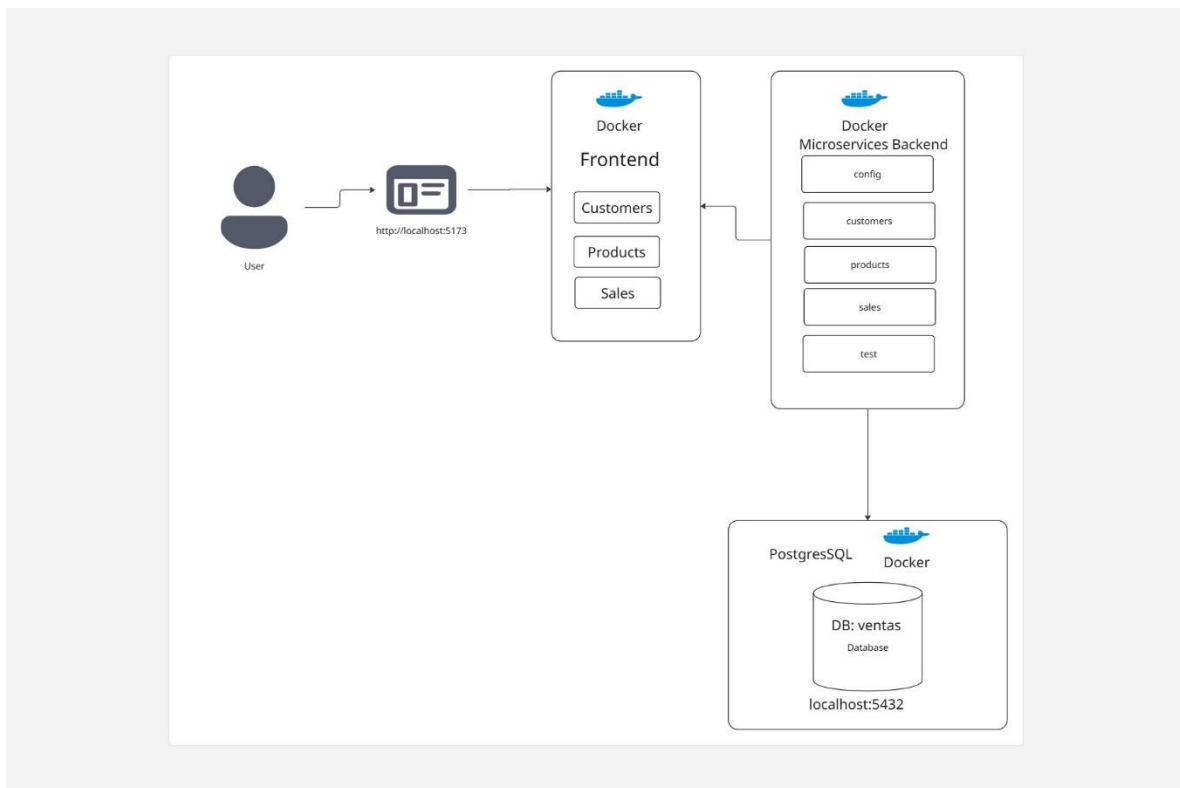 User
http://localhost:5173
Docker
Frontend
Customers
Products
Sales
Docker
Microservices Backend
config
customers
products
sales
test
PostgresSQL
Docker
DB: ventas
Database
localhost:5432